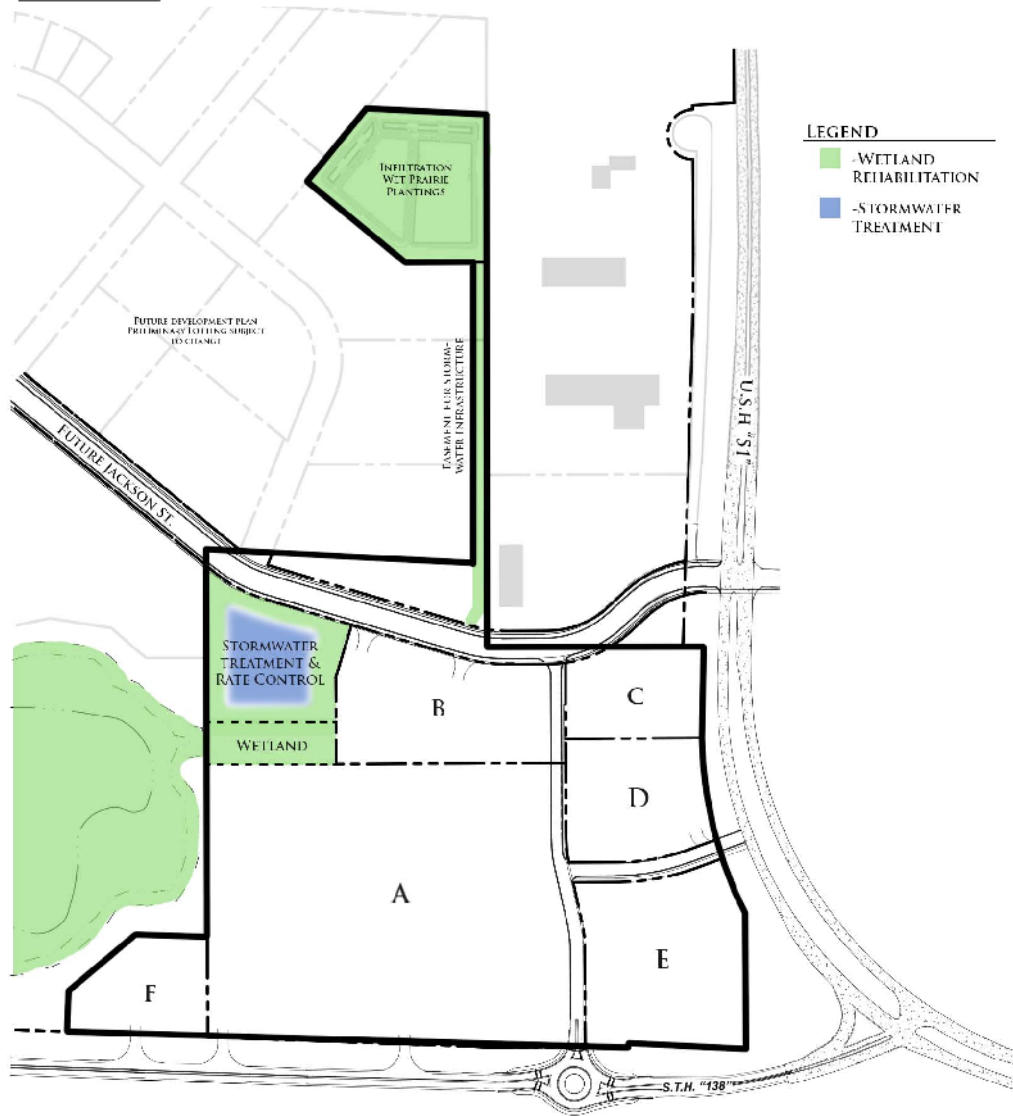 LEGEND
-WETLAND
REHABILITATION
-STORMWATER
TREATMENT
INFILTRATION
WET PRAIRIE
PLANTINGS
FUTURE DEVELOPMENT PLAN
PRELIMINARY LOTTING SUBJECT
TO CHANGE
EASEMENT FOR STORM-
WATER INFRASTRUCTURE
U.S.H "51"
FUTURE JACKSON ST.
STORMWATER
TREATMENT &
RATE CONTROL
WETLAND
B
C
D
A
E
F
S.T.H. "138"